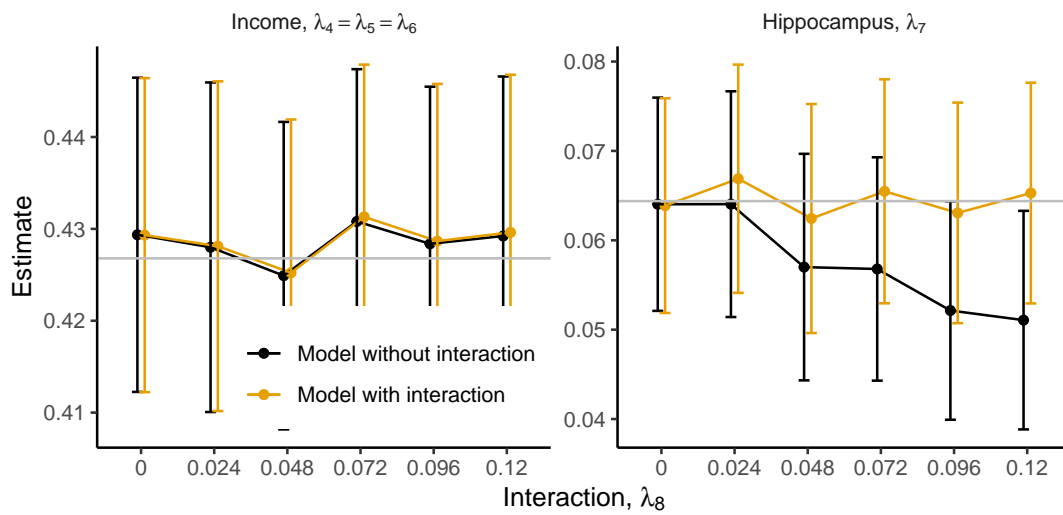 Income, λ4 = λ5 = λ6
Hippocampus, λ7
Estimate
0.44
0.43
0.42
0.41
0.08
0.07
0.06
0.05
0.04
Model without interaction
Model with interaction
0 0.024 0.048 0.072 0.096 0.12
0 0.024 0.048 0.072 0.096 0.12
Interaction, λ8